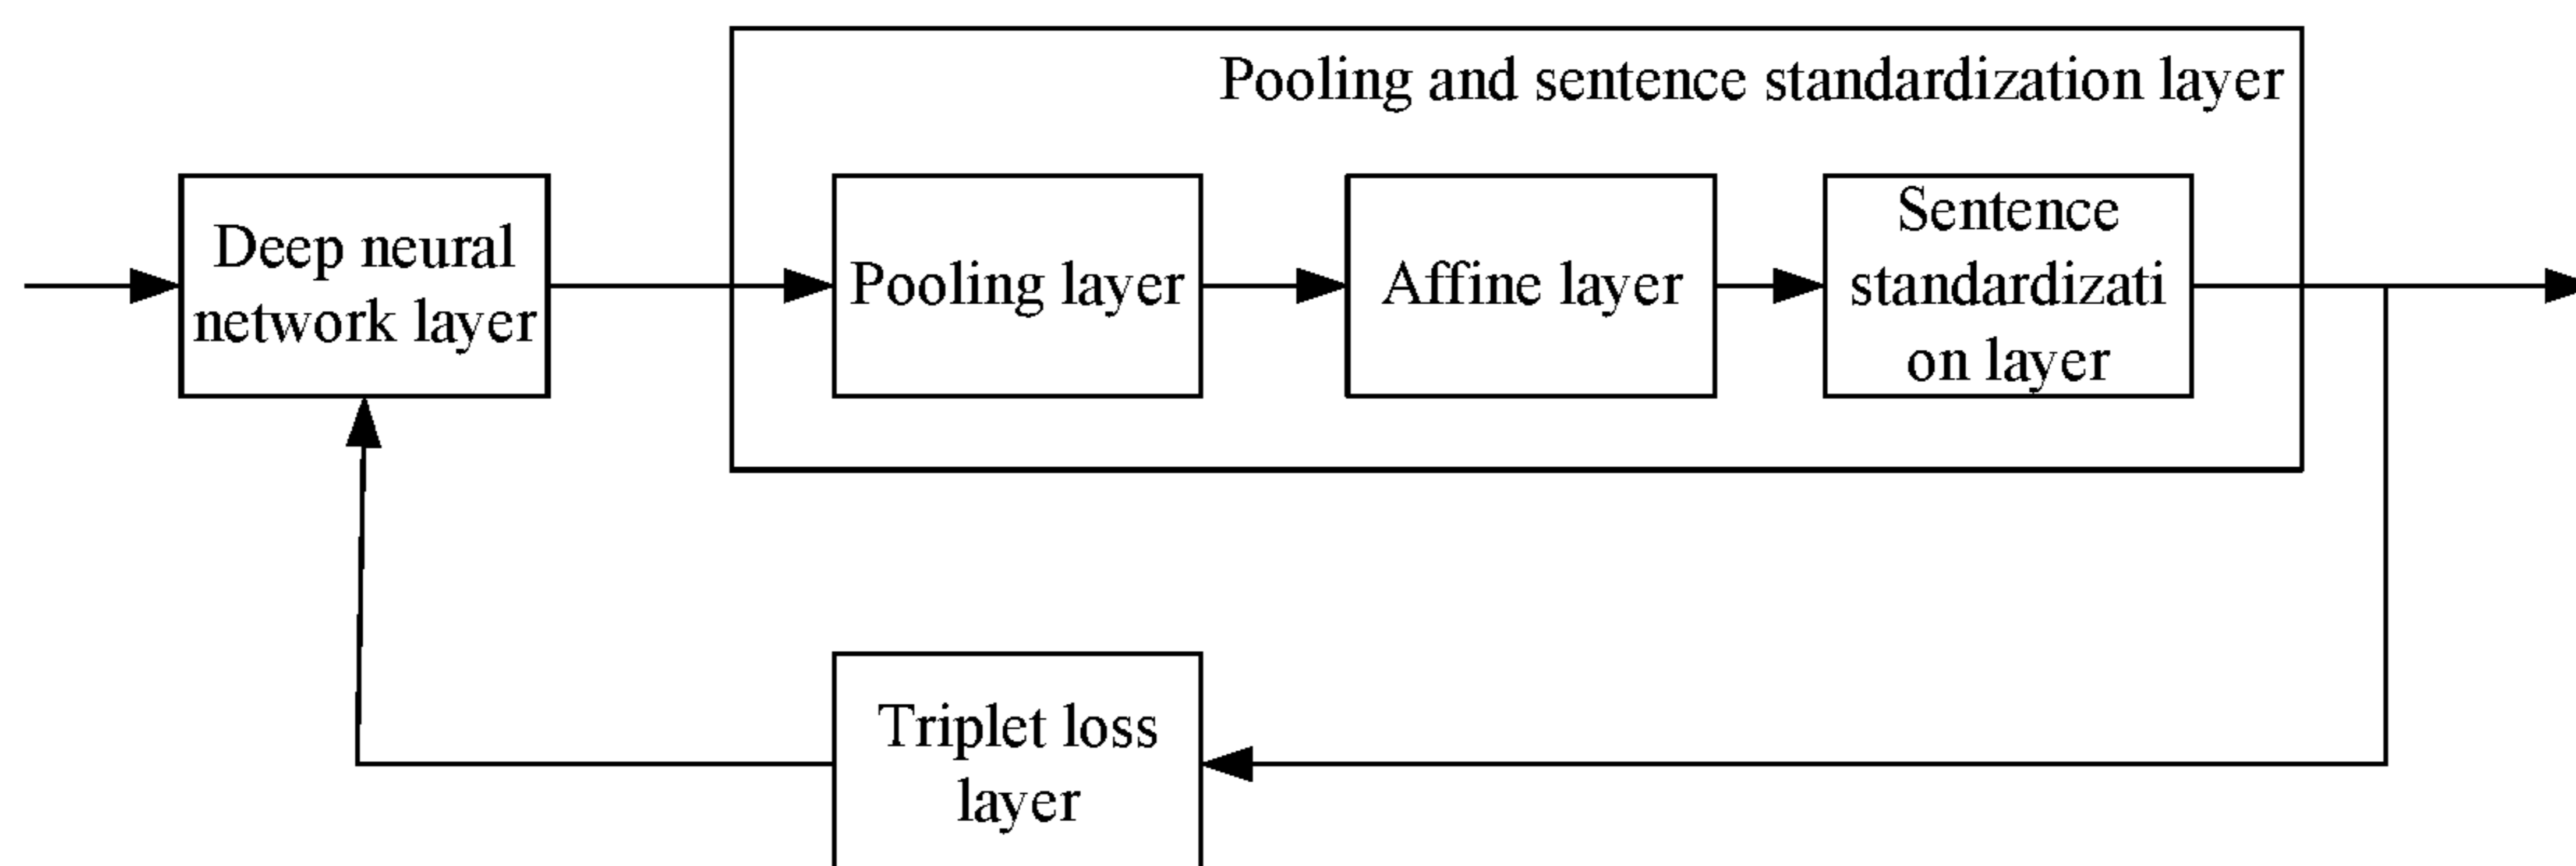 Pooling and sentence standardization layer
Deep neural
network layer
Pooling layer
Affine layer
Sentence
standardizati
on layer
Triplet loss
layer